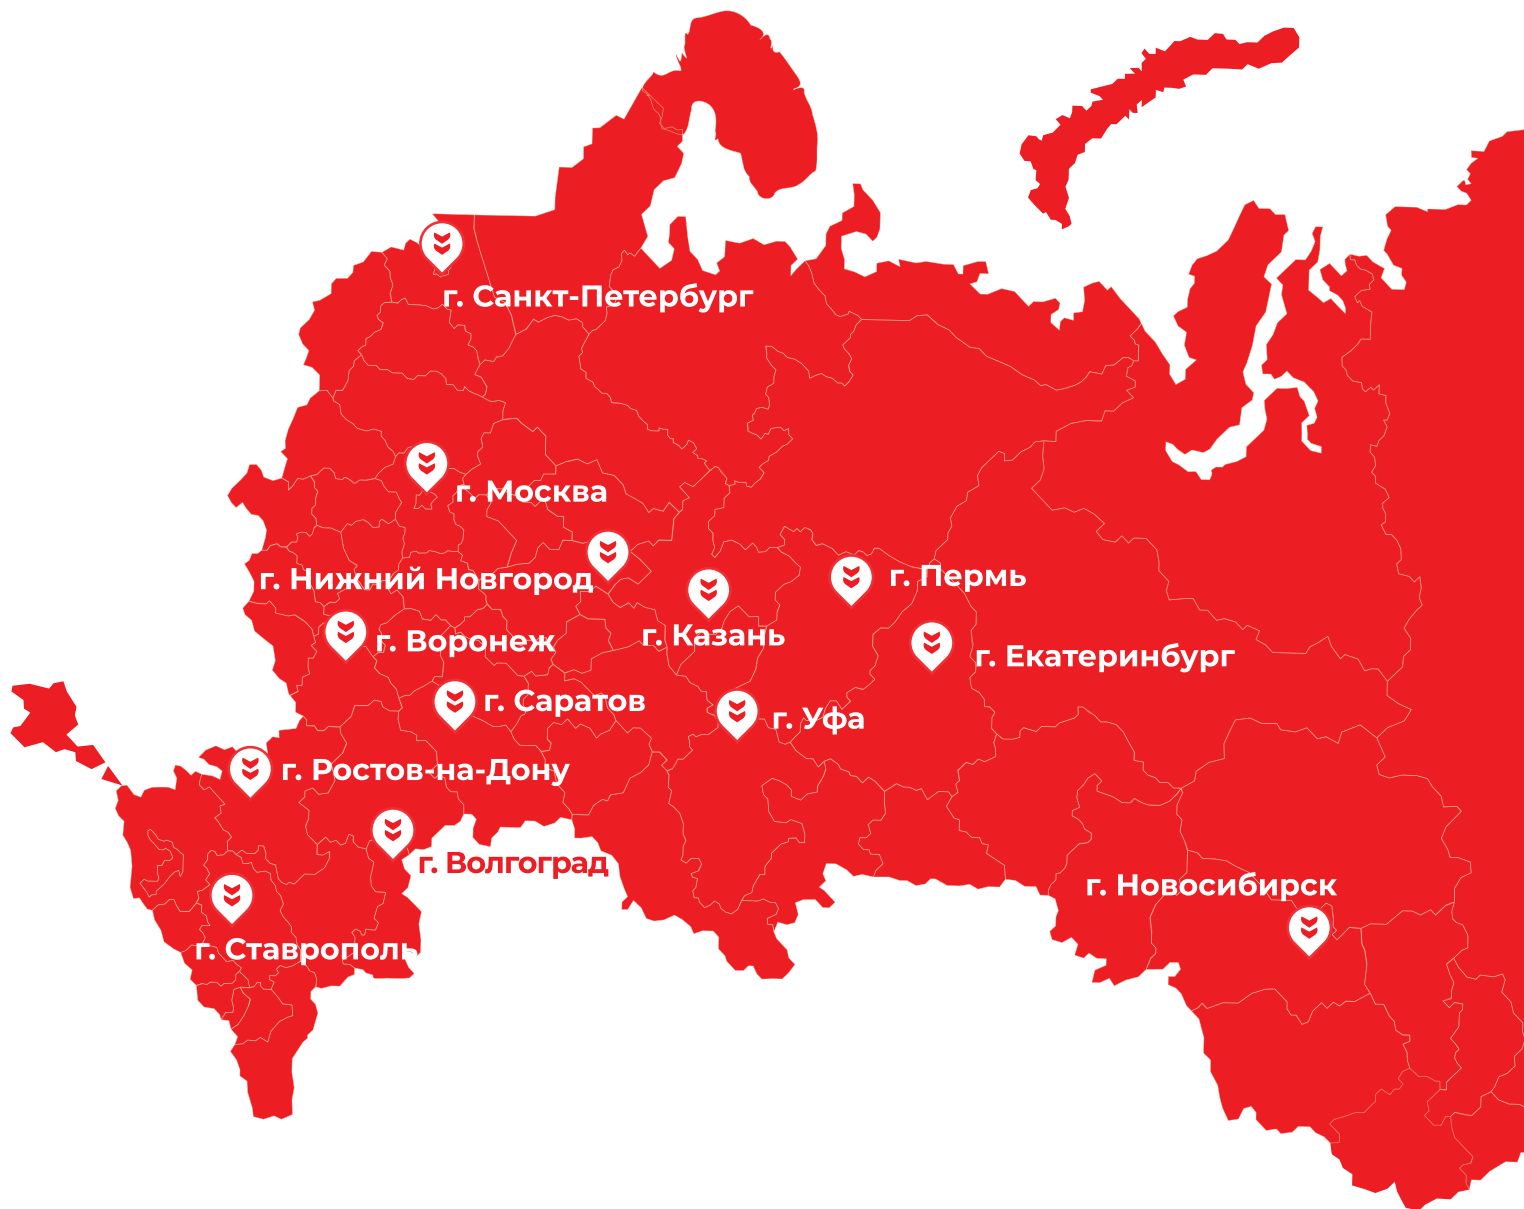 г. Санкт-Петербург
г. Москва
г. Нижний Новгород
г. Пермь
г. Казань
г. Воронеж
г. Екатеринбург
г. Саратов
г. Уфа
г. Ростов-на-Дону
г. Волгоград
г. Новосибирск
г. Ставрополь